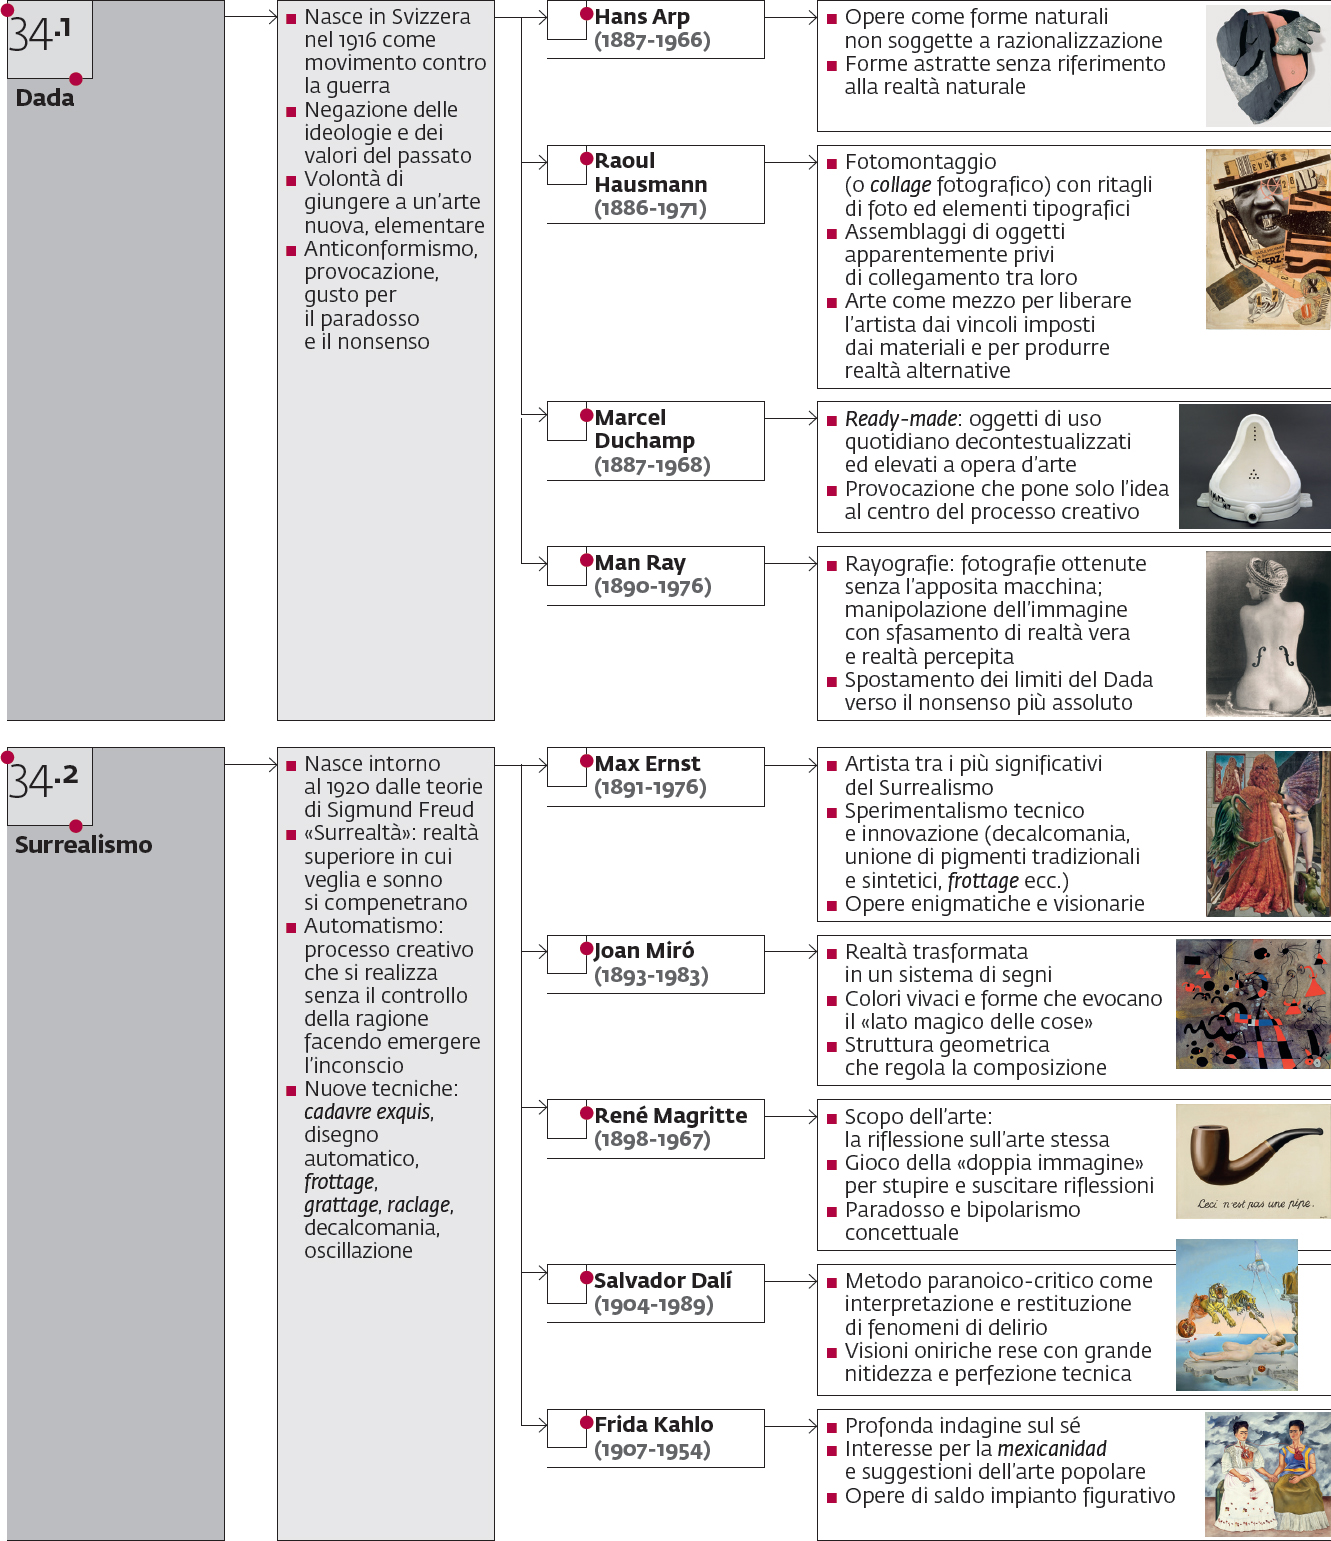 34.1
Dada
Nasce in Svizzera
nel 1916 come
movimento contro
la guerra
Negazione delle
ideologie e dei
valori del passato
Volontà di
giungere a un'arte
nuova, elementare
Anticonformismo,
provocazione,
gusto per
il paradosso
e il nonsenso
Hans Arp
(1887-1966)
Opere come forme naturali
non soggette a razionalizzazione
Forme astratte senza riferimento
alla realtà naturale
Raoul
Hausmann
(1886-1971)
Fotomontaggio
(o collage fotografico) con ritagli
di foto ed elementi tipografici
Assemblaggi di oggetti
apparentemente privi
di collegamento tra loro
Arte come mezzo per liberare
l'artista dai vincoli imposti
dai materiali e per produrre
realtà alternative
Marcel
Duchamp
(1887-1968)
Ready-made: oggetti di uso
quotidiano decontestualizzati
ed elevati a opera d'arte
Provocazione che pone solo l'idea
al centro del processo creativo
Man Ray
(1890-1976)
Rayografie: fotografie ottenute
senza l'apposita macchina;
manipolazione dell'immagine
con sfasamento di realtà vera
e realtà percepita
Spostamento dei limiti del Dada
verso il nonsenso più assoluto
34.2
Surrealismo
Nasce intorno
al 1920 dalle teorie
di Sigmund Freud
«Surrealtà»: realtà
superiore in cui
veglia e sonno
si compenetrano
Automatismo:
processo creativo
che si realizza
senza il controllo
della ragione
facendo emergere
l'inconscio
Nuove tecniche:
cadavre exquis,
disegno
automatico,
frottage,
grattage, raclage,
decalcomania,
oscillazione
Max Ernst
(1891-1976)
Artista tra i più significativi
del Surrealismo
Sperimentalismo tecnico
e innovazione (decalcomania,
unione di pigmenti tradizionali
e sintetici, frottage ecc.)
Opere enigmatiche e visionarie
Joan Miró
(1893-1983)
Realtà trasformata
in un sistema di segni
Colori vivaci e forme che evocano
il «lato magico delle cose»
Struttura geometrica
che regola la composizione
René Magritte
(1898-1967)
Scopo dell'arte:
la riflessione sull'arte stessa
Gioco della «doppia immagine»
per stupire e suscitare riflessioni
Paradosso e bipolarismo
concettuale
Ceci n'est pas une pipe.
Salvador Dalí
(1904-1989)
Metodo paranoico-critico come
interpretazione e restituzione
di fenomeni di delirio
Visioni oniriche rese con grande
nitidezza e perfezione tecnica
Frida Kahlo
(1907-1954)
Profonda indagine sul sé
Interesse per la mexicanidad
e suggestioni dell'arte popolare
Opere di saldo impianto figurativo